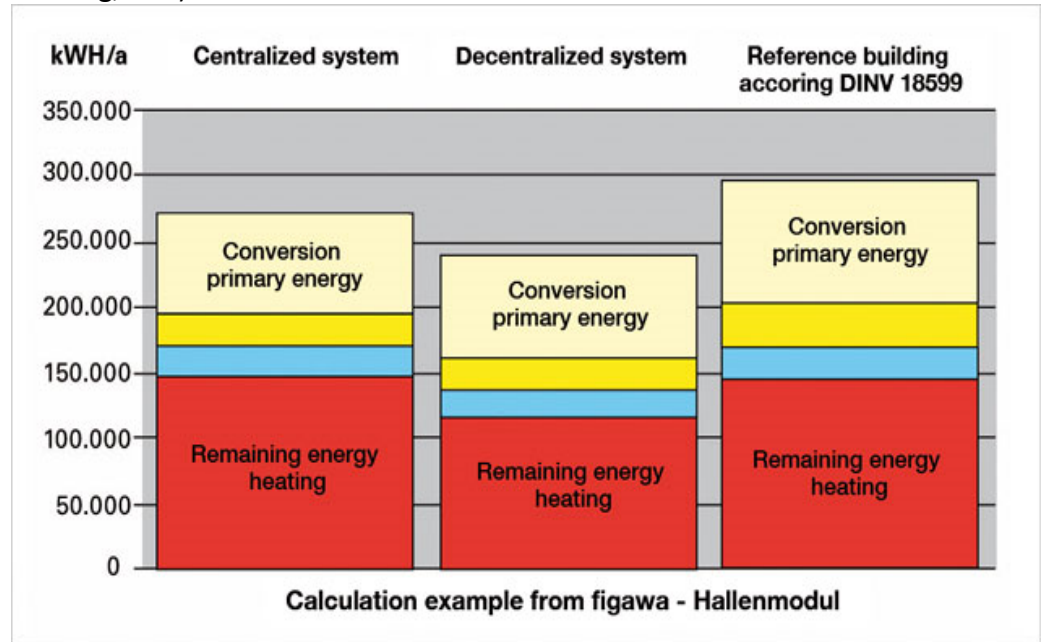 kWH/a
Centralized system
Decentralized system
Reference building
accoring DINV 18599
350.000
300.000
250.000
200.000
150.000
100.000
50.000
0
Conversion
primary energy
Remaining energy
heating
Conversion
primary energy
Remaining energy
heating
Conversion
primary energy
Remaining energy
heating
Calculation example from figawa - Hallenmodul